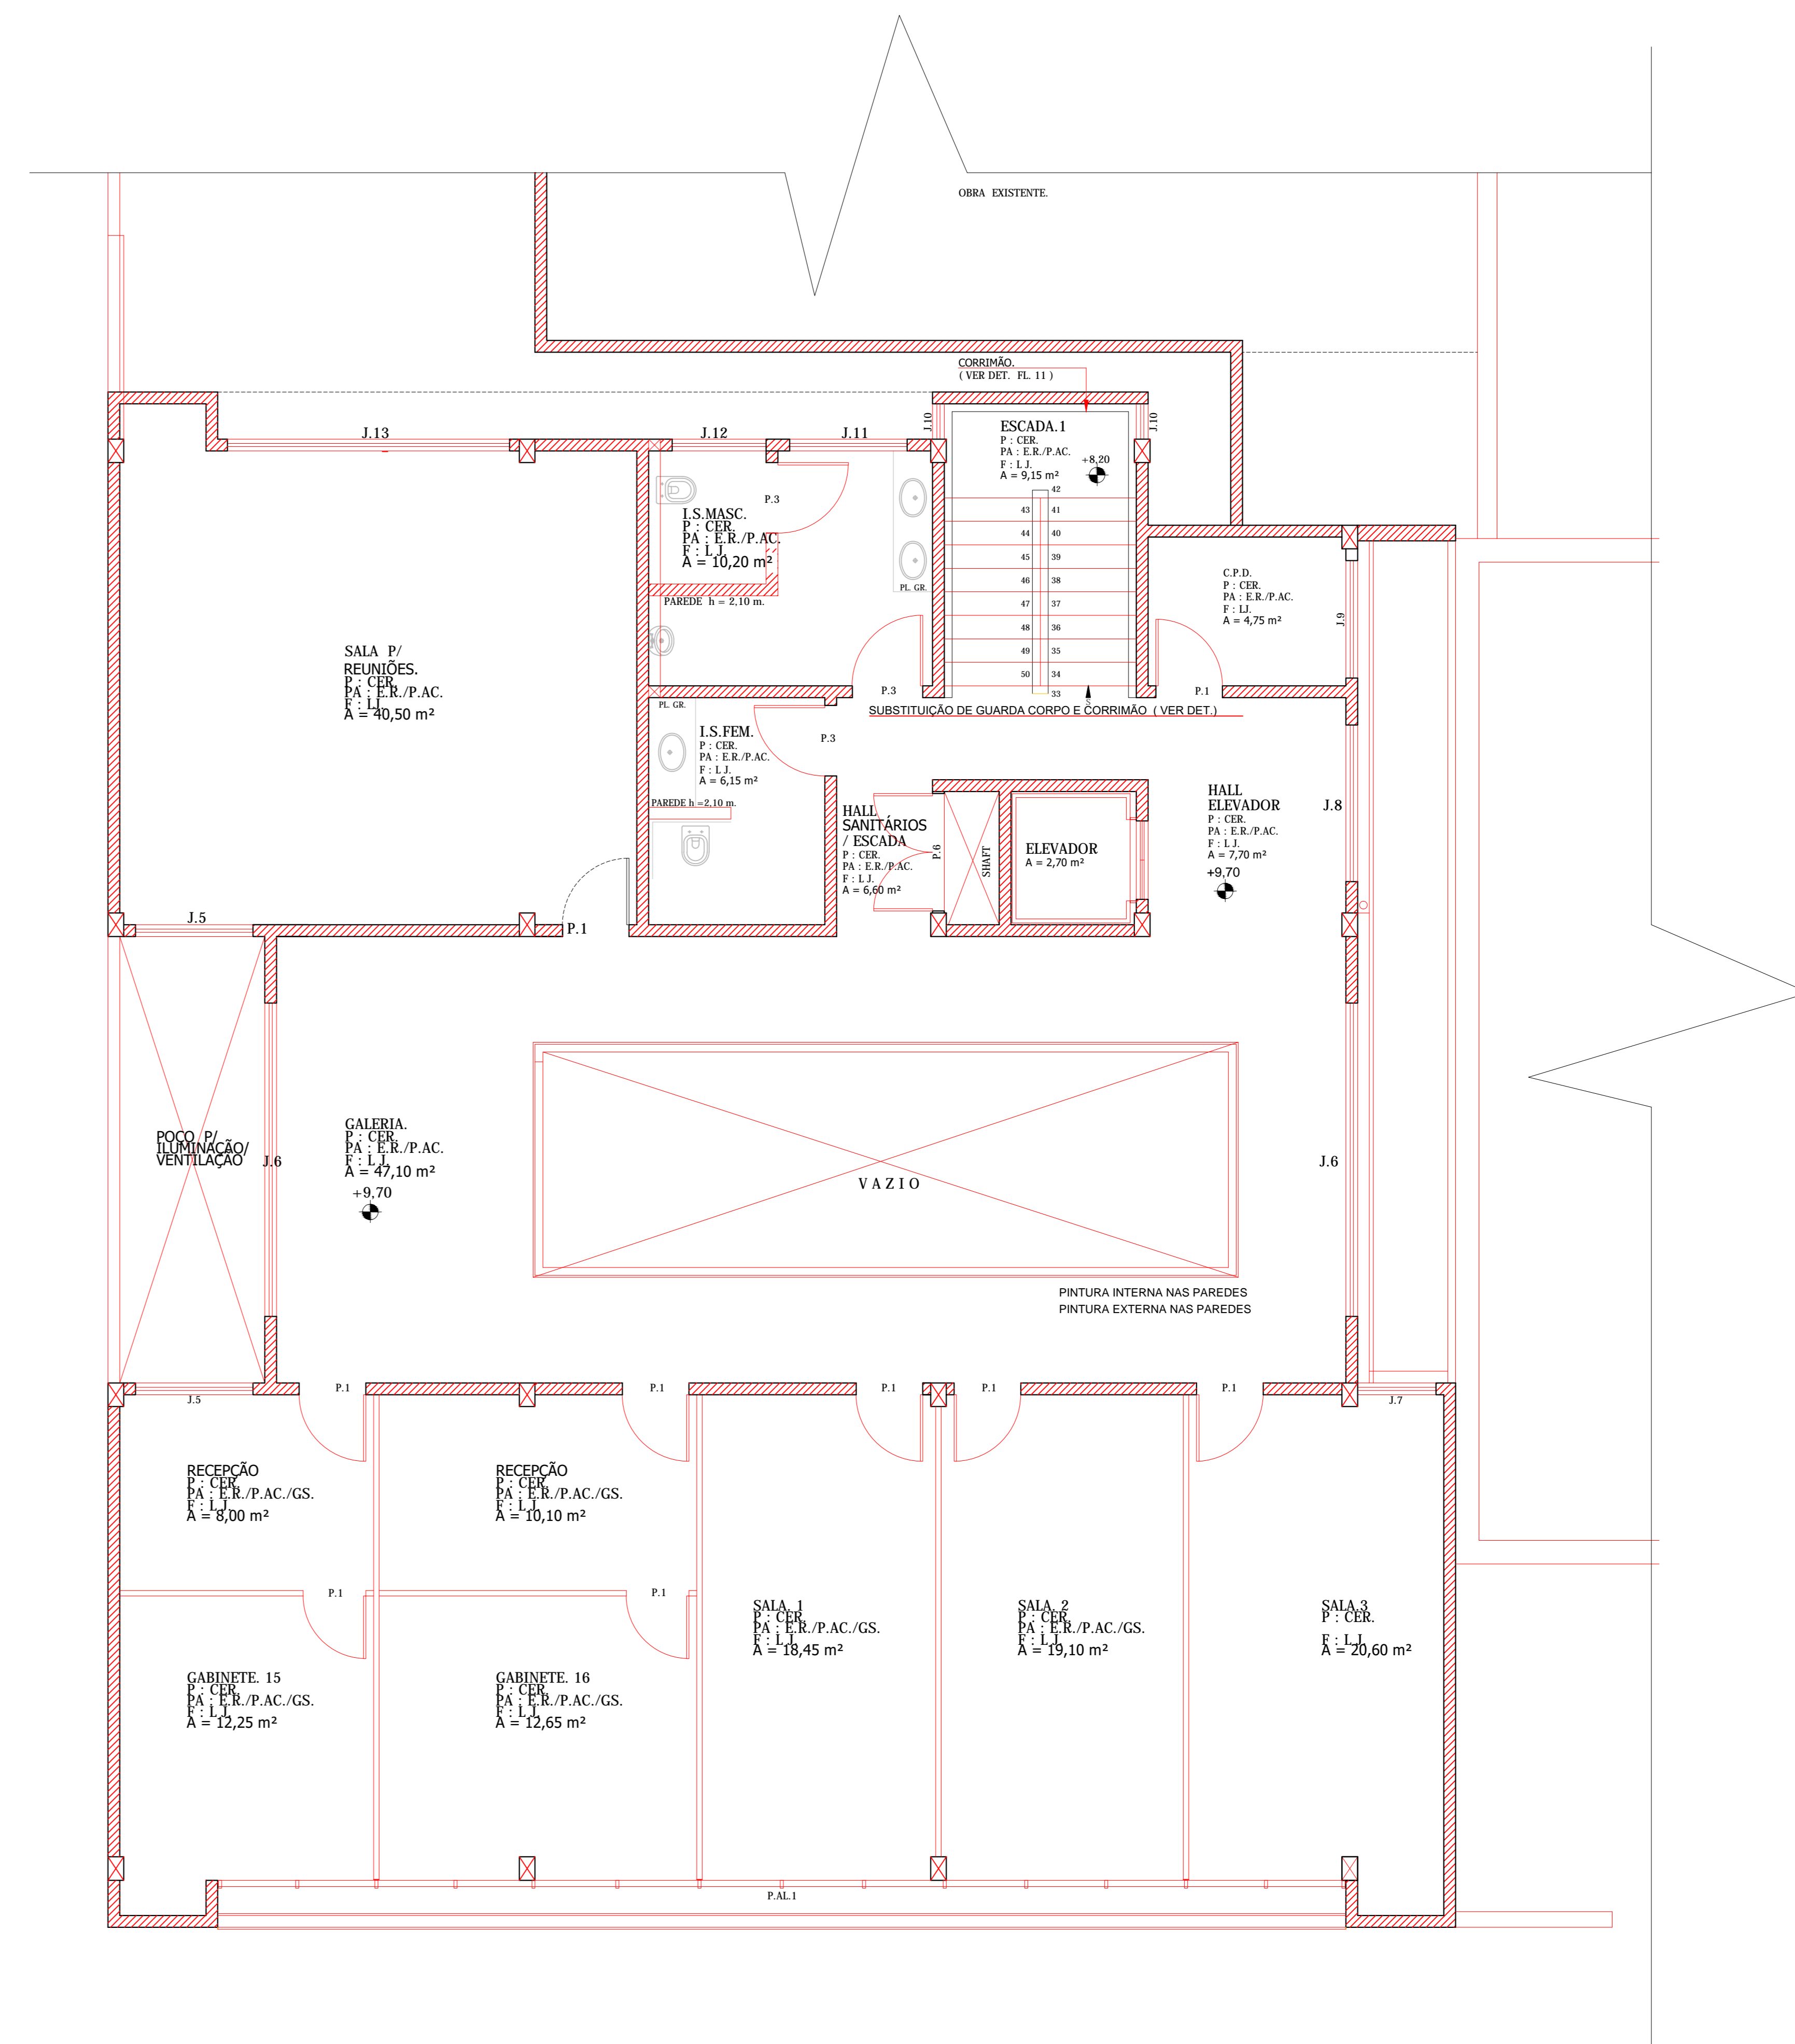 OBRA EXISTENTE.
CORRIMÃO.
( VER DET. FL. 11 )
J.13
J.12
J.11
J.10
J.10
ESCADA.1
P : CER.
PA : E.R./P.AC.
F : L J.
A = 9,15 m²
+8,20
42
43 41
44 40
45 39
46 38
47 37
48 36
49 35
50 34
33
S
P.3
I.S.MASC.
P : CER.
PA : E.R./P.AC.
F : L J.
A = 10,20 m²
PL. GR.
PAREDE h = 2,10 m.
C.P.D.
P : CER.
PA : E.R./P.AC.
F : LJ.
A = 4,75 m²
J.9
SALA P/
REUNIÕES.
P : CER.
PA : E.R./P.AC.
F : LJ.
A = 40,50 m²
P.3
P.1
SUBSTITUIÇÃO DE GUARDA CORPO E CORRIMÃO ( VER DET.)
PL. GR.
I.S.FEM.
P : CER.
PA : E.R./P.AC.
F : L J.
A = 6,15 m²
P.3
PAREDE h =2,10 m.
HALL
SANITÁRIOS
/ ESCADA
P : CER.
PA : E.R./P.AC.
F : L J.
A = 6,60 m²
P.6
SHAFT
ELEVADOR
A = 2,70 m²
HALL
ELEVADOR
P : CER.
PA : E.R./P.AC.
F : L J.
A = 7,70 m²
+9,70
J.8
J.5
P.1
POÇO P/
ILUMINAÇÃO/
VENTILAÇÃO
J.6
GALERIA.
P : CER.
PA : E.R./P.AC.
F : L J.
A = 47,10 m²
+9,70
VAZIO
J.6
PINTURA INTERNA NAS PAREDES
PINTURA EXTERNA NAS PAREDES
J.5
P.1
P.1
P.1
P.1
P.1
J.7
RECEPÇÃO
P : CER.
PA : E.R./P.AC./GS.
F : L J.
A = 8,00 m²
RECEPÇÃO
P : CER.
PA : E.R./P.AC./GS.
F : L J.
A = 10,10 m²
P.1
P.1
SALA. 1
P : CER.
PA : E.R./P.AC./GS.
F : L J.
A = 18,45 m²
SALA. 2
P : CER.
PA : E.R./P.AC./GS.
F : L J.
A = 19,10 m²
SALA.3
P : CER.
F : L J.
A = 20,60 m²
GABINETE. 15
P : CER.
PA : E.R./P.AC./GS.
F : L J.
A = 12,25 m²
GABINETE. 16
P : CER.
PA : E.R./P.AC./GS.
F : L J.
A = 12,65 m²
P.AL.1